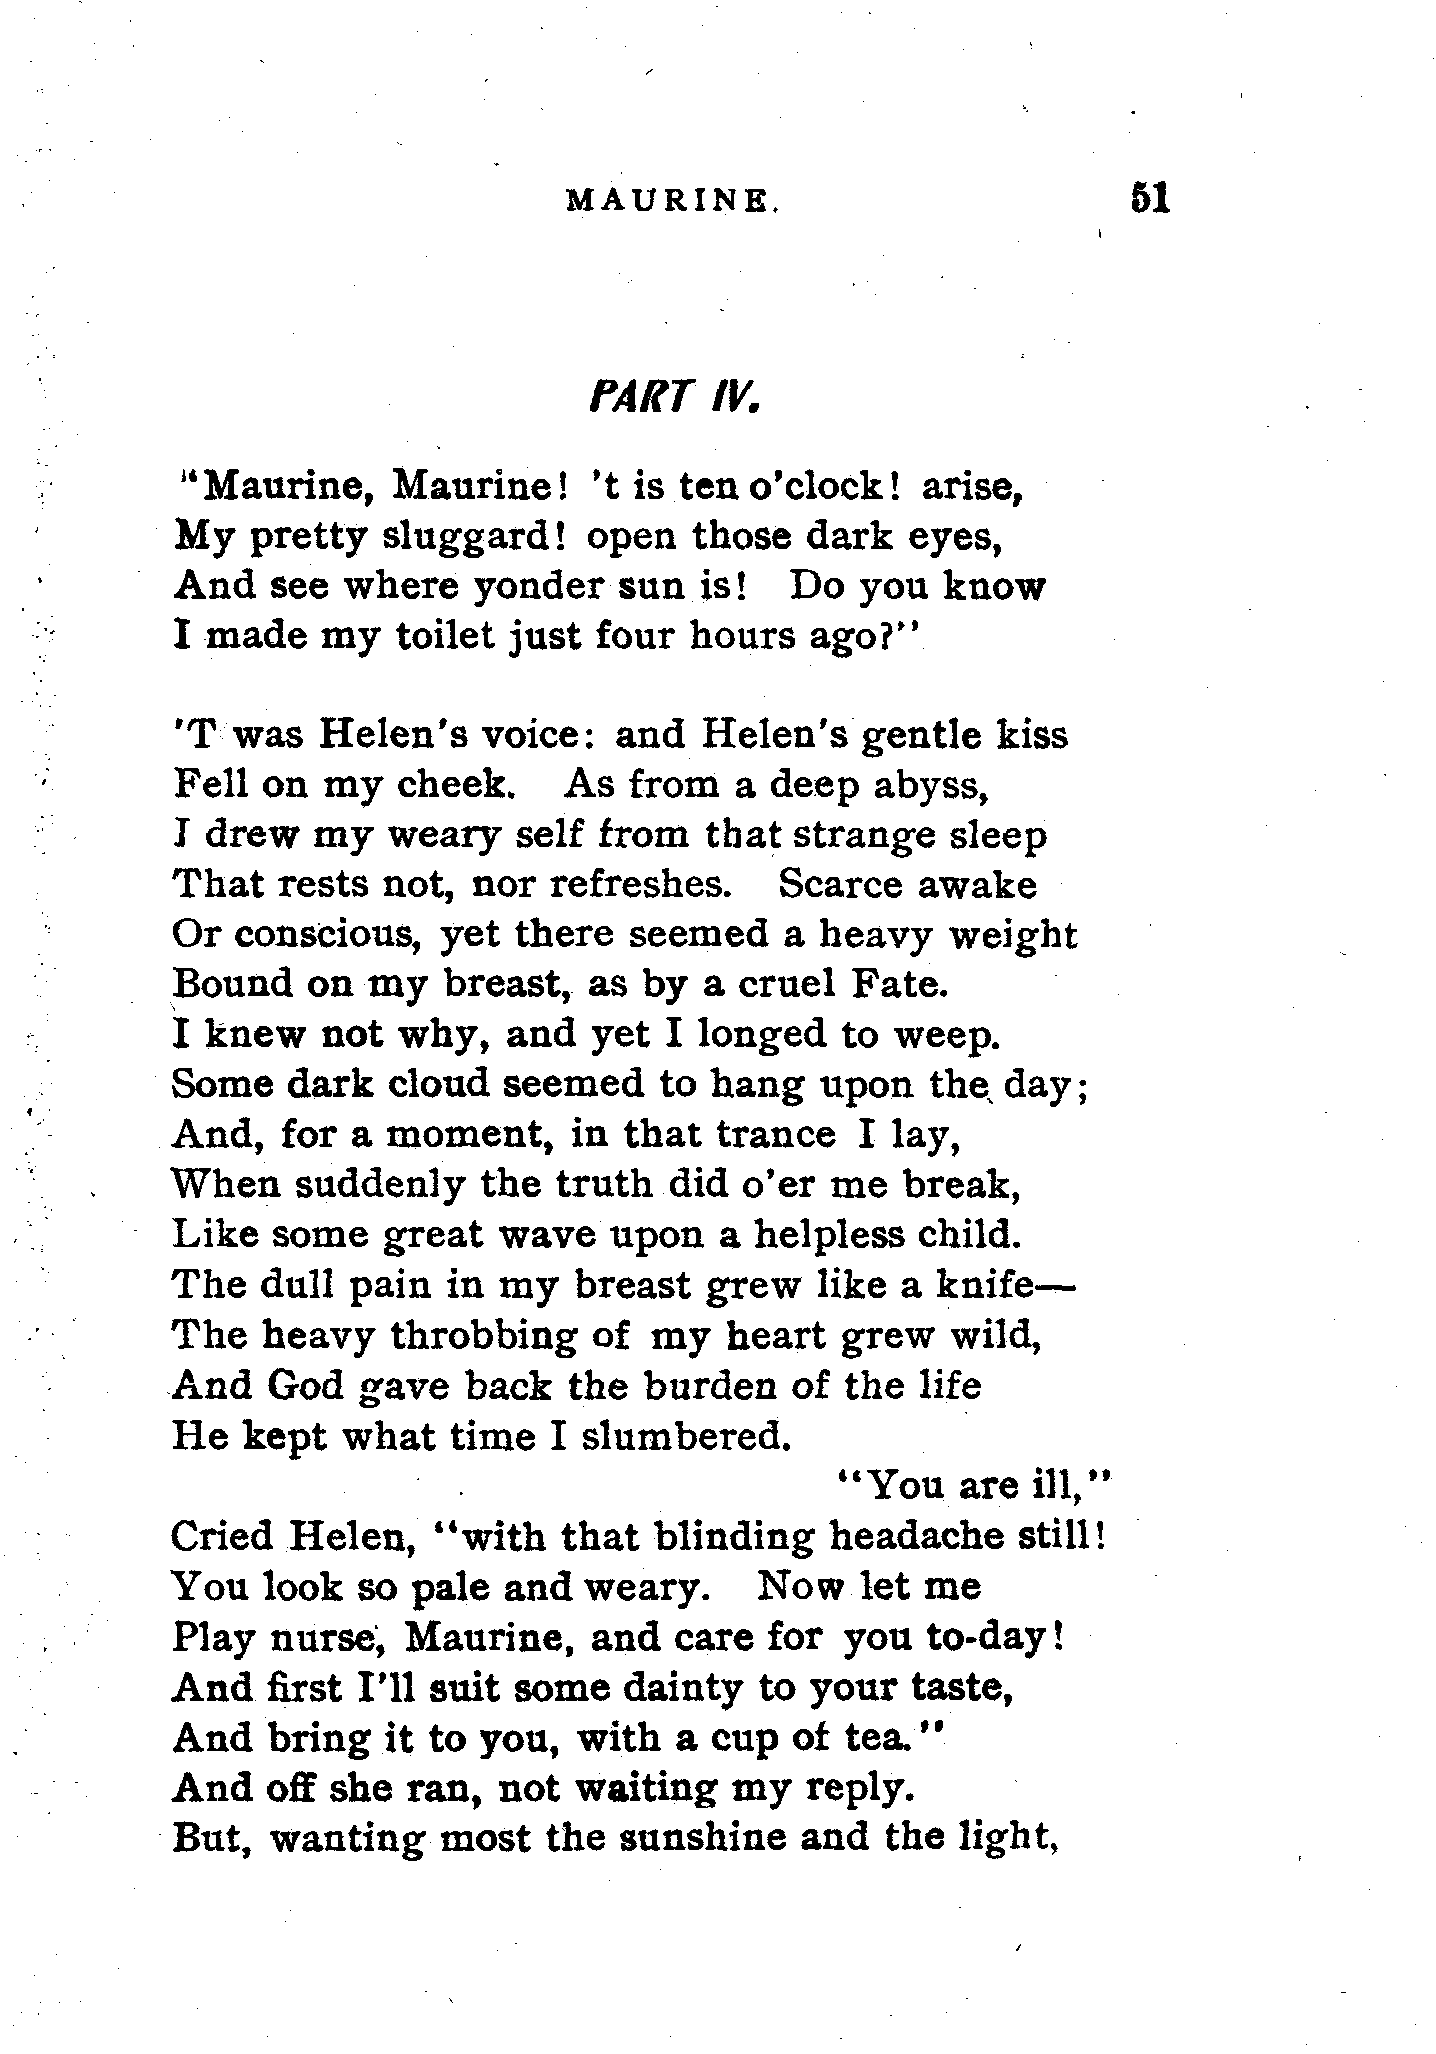 MAURINE. 51
PART IV.
"Maurine, Maurine! 't is ten o'clock! arise,
My pretty sluggard! open those dark eyes,
And see where yonder sun is! Do you know
I made my toilet just four hours ago?"
'T was Helen's voice: and Helen's gentle kiss
Fell on my cheek. As from a deep abyss,
I drew my weary self from that strange sleep
That rests not, nor refreshes. Scarce awake
Or conscious, yet there seemed a heavy weight
Bound on my breast, as by a cruel Fate.
I knew not why, and yet I longed to weep.
Some dark cloud seemed to hang upon the day;
And, for a moment, in that trance I lay,
When suddenly the truth did o'er me break,
Like some great wave upon a helpless child.
The dull pain in my breast grew like a knife—
The heavy throbbing of my heart grew wild,
And God gave back the burden of the life
He kept what time I slumbered.
"You are ill,"
Cried Helen, "with that blinding headache still!
You look so pale and weary. Now let me
Play nurse, Maurine, and care for you to-day!
And first I'll suit some dainty to your taste,
And bring it to you, with a cup of tea."
And off she ran, not waiting my reply.
But, wanting most the sunshine and the light,